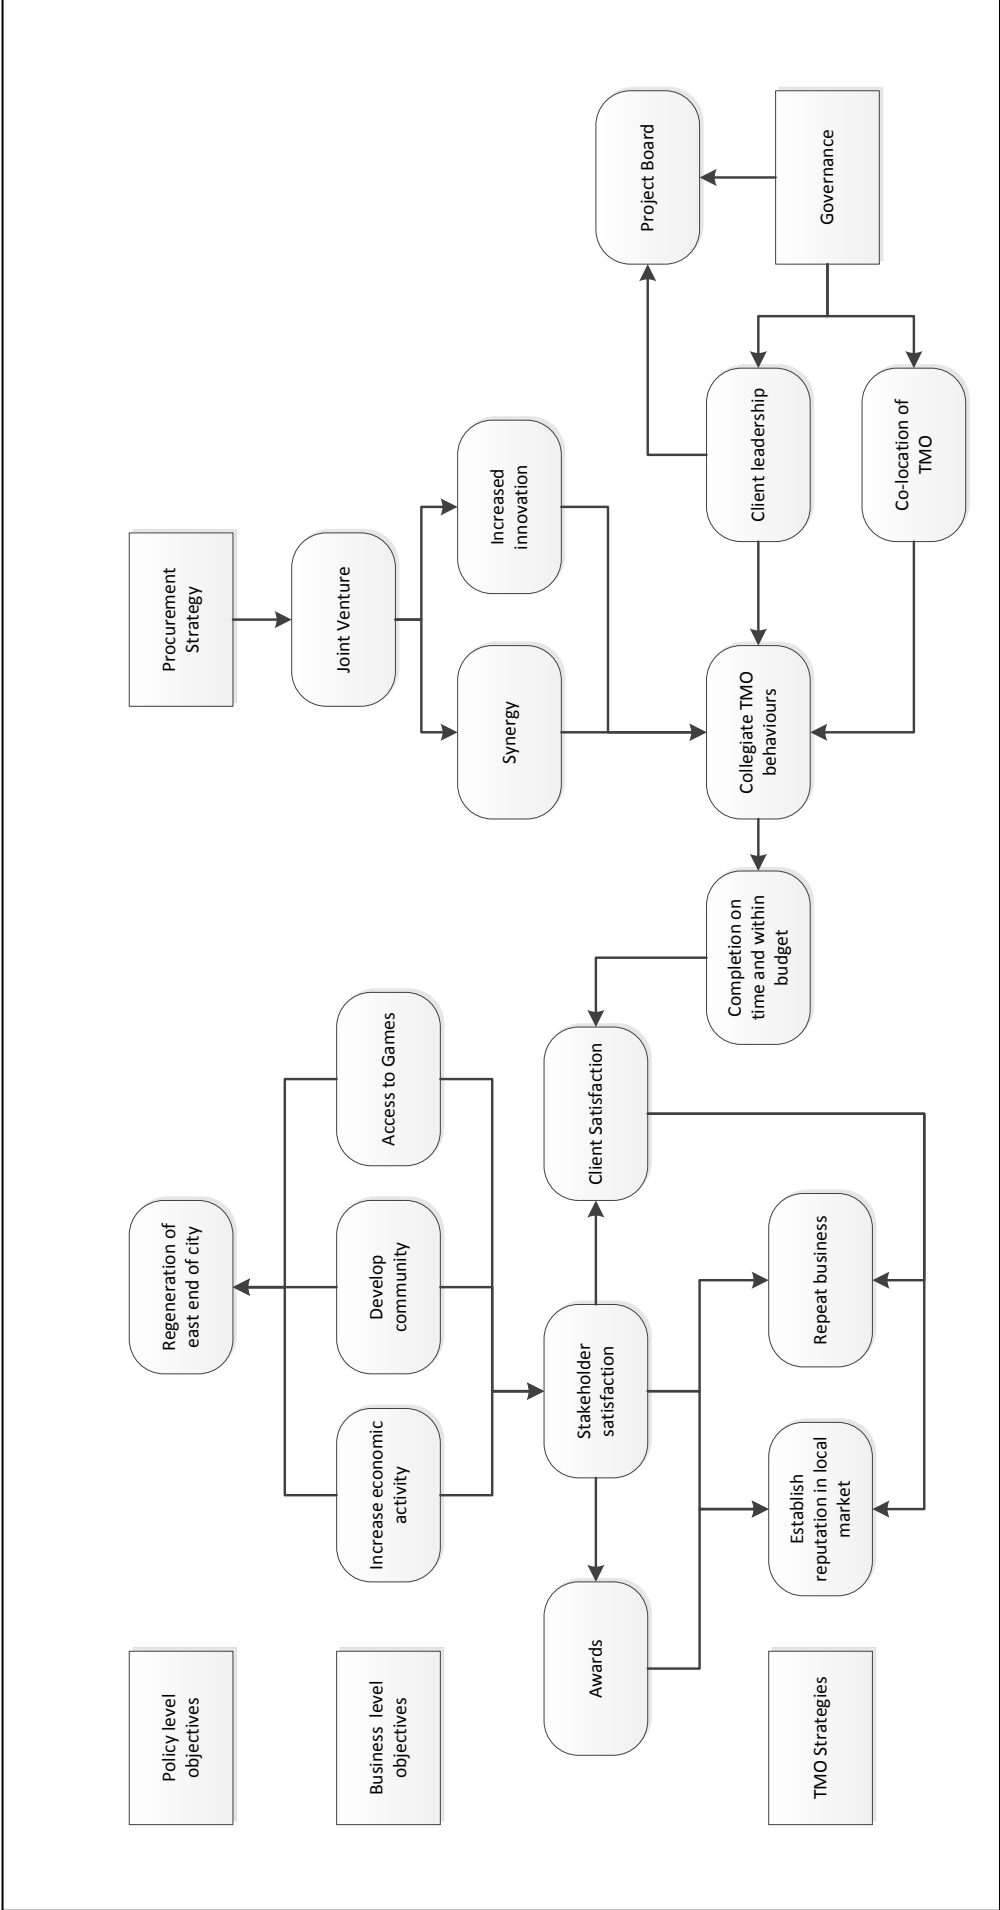 Policy level
objectives
Regeneration of
east end of city
Procurement
Strategy
Business  level
objectives
Increase economic
activity
Develop
community
Access to Games
Joint Venture
Synergy
Increased
innovation
Awards
Stakeholder
satisfaction
Client Satisfaction
Project Board
Completion on
time and within
budget
Collegiate TMO
behaviours
Client leadership
Governance
TMO Strategies
Establish
reputation in local
market
Repeat business
Co-location of
TMO